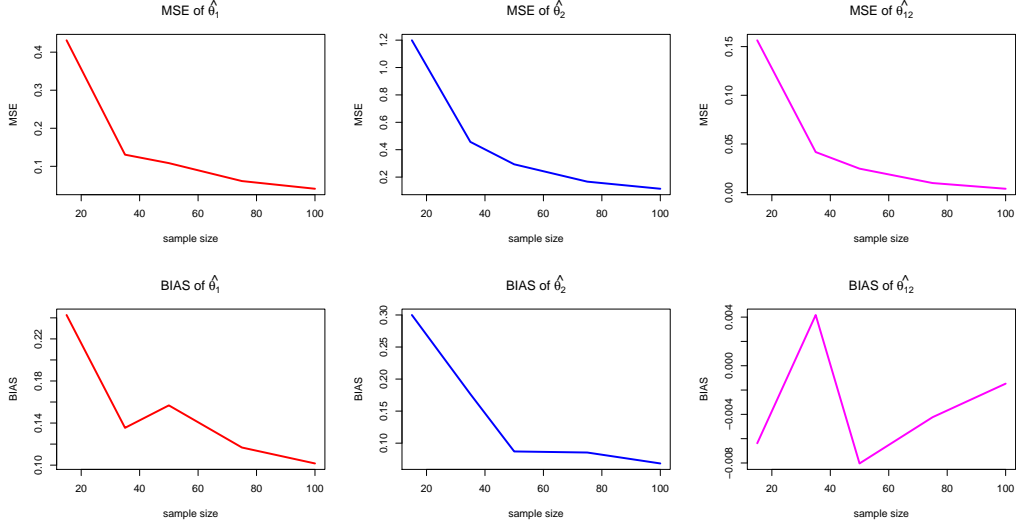 MSE of θ̂₁
MSE
0.1 0.2 0.3 0.4
20 40 60 80 100
sample size
MSE of θ̂₂
MSE
0.2 0.4 0.6 0.8 1.0 1.2
20 40 60 80 100
sample size
MSE of θ̂₁₂
MSE
0.00 0.05 0.10 0.15
20 40 60 80 100
sample size
BIAS of θ̂₁
BIAS
0.10 0.14 0.18 0.22
20 40 60 80 100
sample size
BIAS of θ̂₂
BIAS
0.10 0.15 0.20 0.25 0.30
20 40 60 80 100
sample size
BIAS of θ̂₁₂
BIAS
−0.008 −0.004 0.000 0.004
20 40 60 80 100
sample size